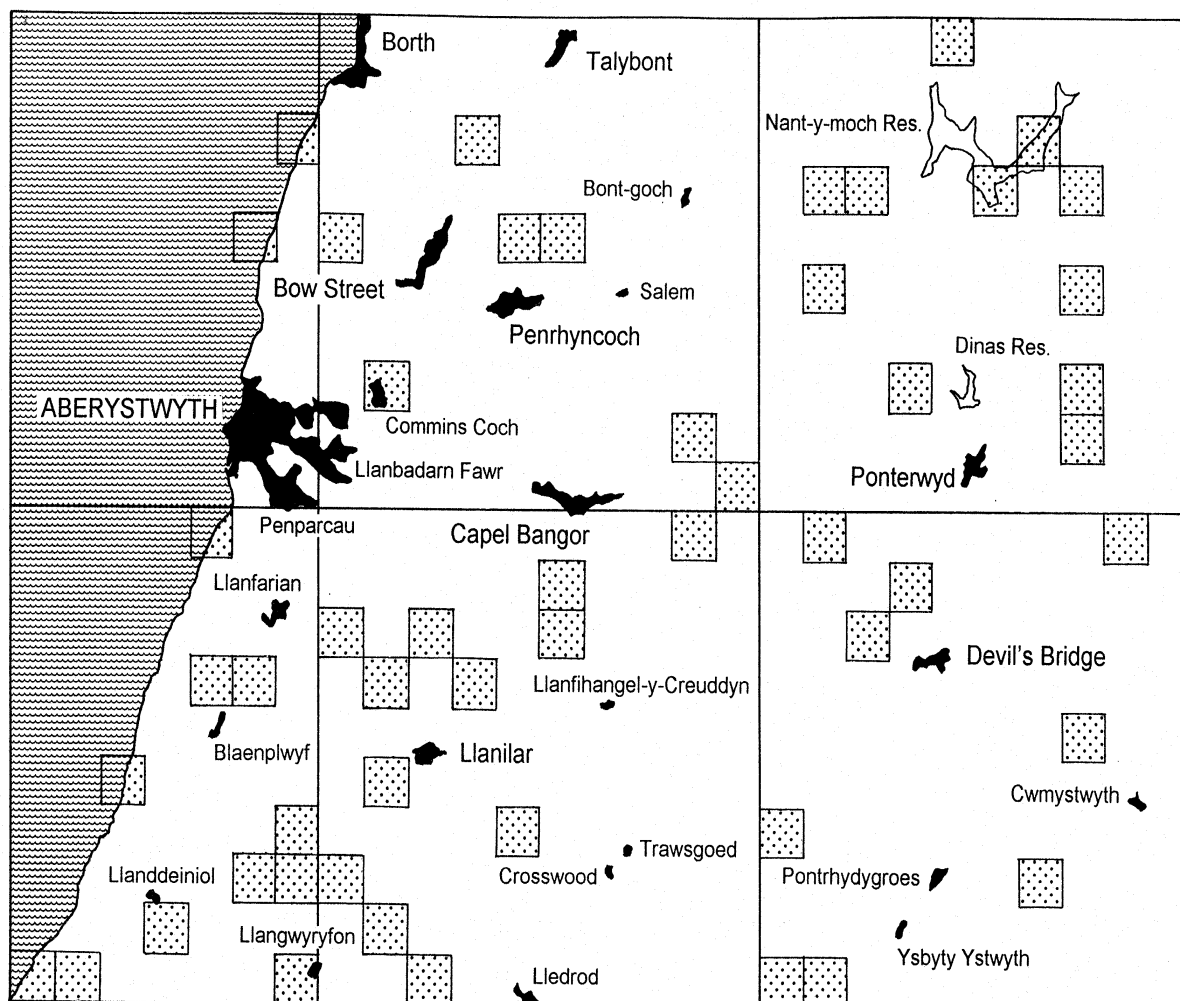 Borth
Talybont
Nant-y-moch Res.
Bont-goch
Bow Street
Salem
Penrhyncoch
Dinas Res.
ABERYSTWYTH
Commins Coch
Llanbadarn Fawr
Ponterwyd
Penparcau
Capel Bangor
Llanfarian
Devil's Bridge
Llanfihangel-y-Creuddyn
Blaenplwyf
Llanilar
Cwmystwyth
Trawsgoed
Llanddeiniol
Crosswood
Pontrhydygroes
Llangwyryfon
Ysbyty Ystwyth
Lledrod